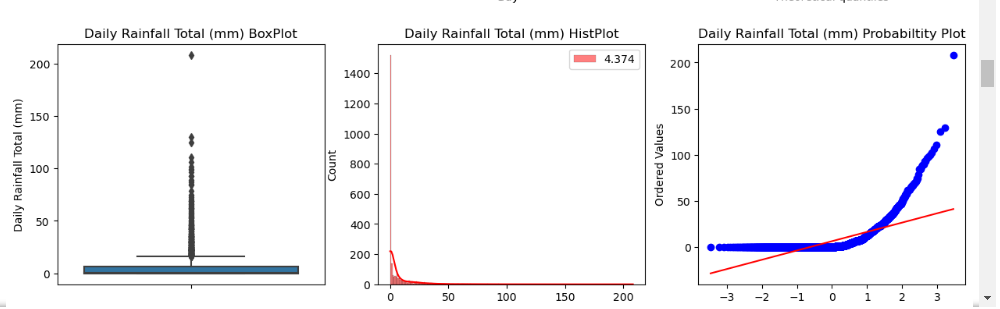 Daily Rainfall Total (mm) BoxPlot
200
150
100
50
0
Daily Rainfall Total (mm)
Daily Rainfall Total (mm) HistPlot
4.374
1400
1200
1000
800
600
400
200
0
Count
0 50 100 150 200
Daily Rainfall Total (mm) Probabiltity Plot
200
150
100
50
0
Ordered Values
−3 −2 −1 0 1 2 3